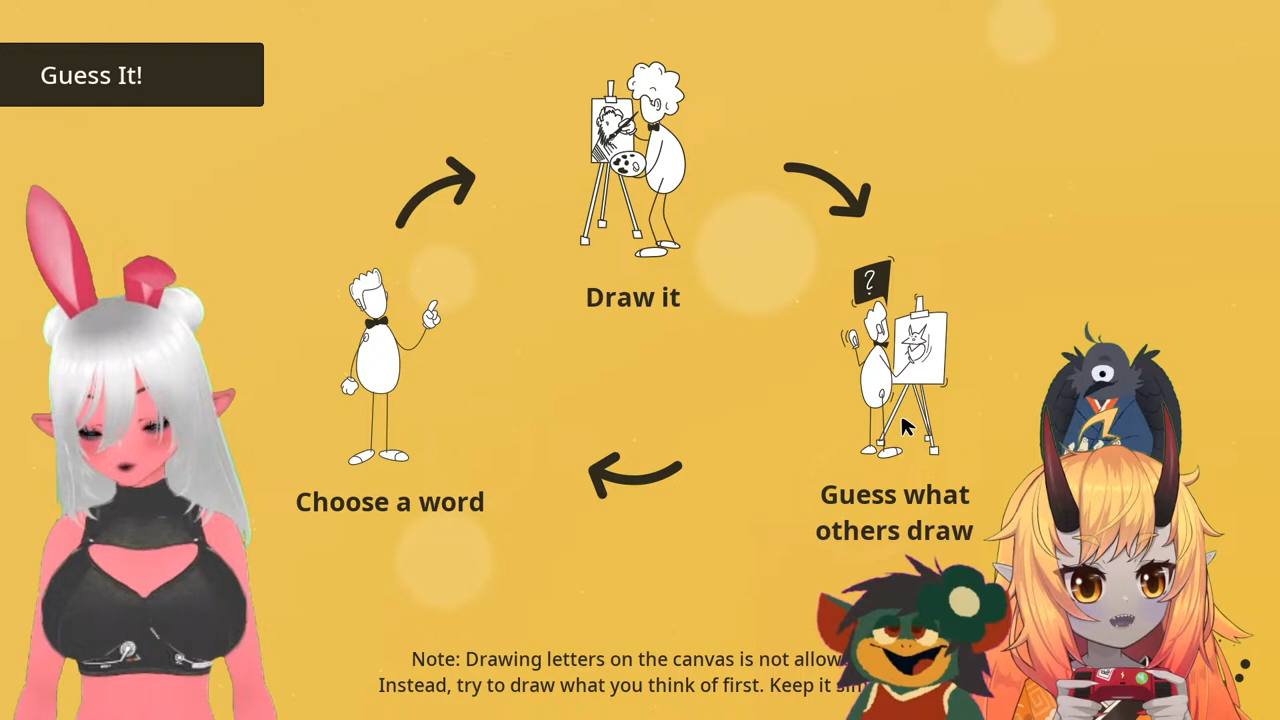 Guess It!
Draw it
?
Choose a word
Guess what
others draw
Note: Drawing letters on the canvas is not
Instead, try to draw what you think of first. Keep it